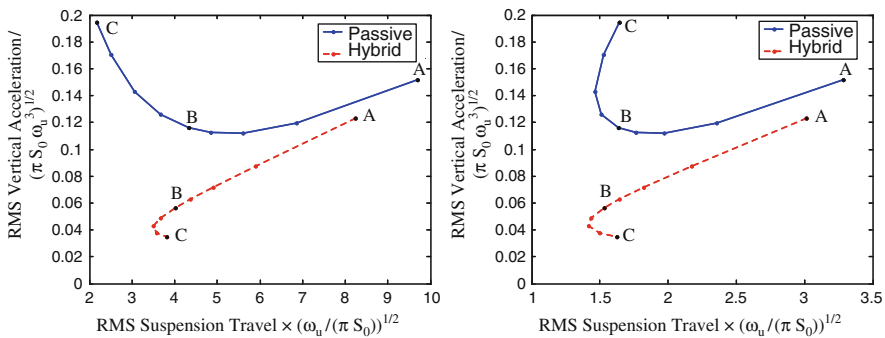 RMS Vertical Acceleration/
(π S₀ ωᵤ³)^1/2
0.2
0.18
0.16
0.14
0.12
0.1
0.08
0.06
0.04
0.02
0
C
B
A
A
B
C
Passive
Hybrid
2 3 4 5 6 7 8 9 10
RMS Suspension Travel × (ωᵤ/(π S₀))^1/2
RMS Vertical Acceleration/
(π S₀ ωᵤ³)^1/2
0.2
0.18
0.16
0.14
0.12
0.1
0.08
0.06
0.04
0.02
0
C
B
A
A
B
C
Passive
Hybrid
1 1.5 2 2.5 3 3.5
RMS Suspension Travel × (ωᵤ/(π S₀))^1/2